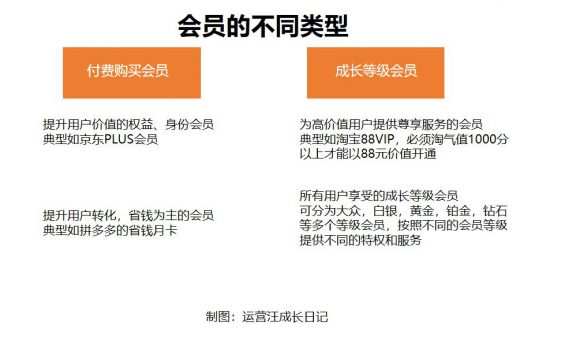 会员的不同类型
付费购买会员
成长等级会员
提升用户价值的权益、身份会员
典型如京东PLUS会员
为高价值用户提供尊享服务的会员
典型如淘宝88VIP，必须淘气值1000分
以上才能以88元价值开通
提升用户转化，省钱为主的会员
典型如拼多多的省钱月卡
所有用户享受的成长等级会员
可分为大众，白银，黄金，铂金，钻石
等多个等级会员，按照不同的会员等级
提供不同的特权和服务
制图：运营汪成长日记